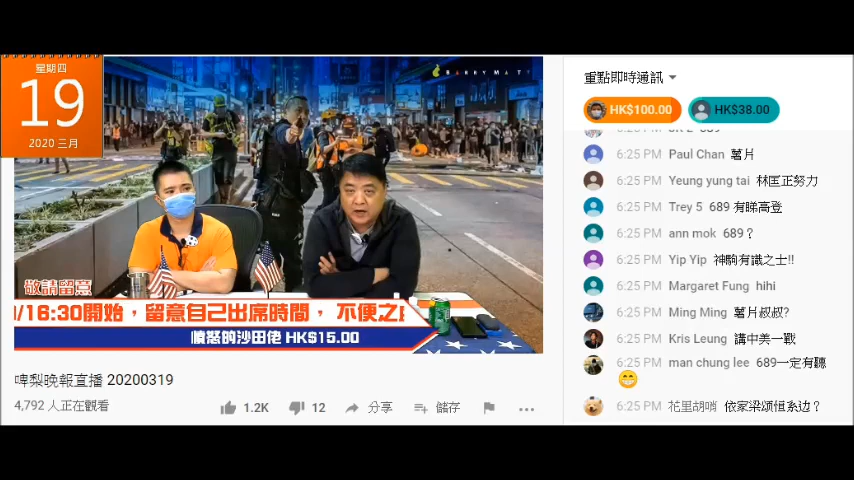 星期四
19
2020 三月
BARRYMATT
敬請留意
/16:30開始，留意自己出席時間， 不便之
憤怒的沙田佬 HK$15.00
啤梨晚報直播 20200319
4,792 人正在觀看
1.2K
12
分享
儲存
重點即時通訊
HK$100.00
HK$38.00
6:25 PM Paul Chan 薯片
6:25 PM Yeung yung tai 林匡正努力
6:25 PM Trey 5 689 有睇高登
6:25 PM ann mok 689？
6:25 PM Yip Yip 神駒有識之士!!
6:25 PM Margaret Fung hihi
6:25 PM Ming Ming 薯片叔叔?
6:25 PM Kris Leung 講中美一戰
6:25 PM man chung lee 689一定有聽
😁
6:25 PM 花里胡哨 依家梁颂恒系边？